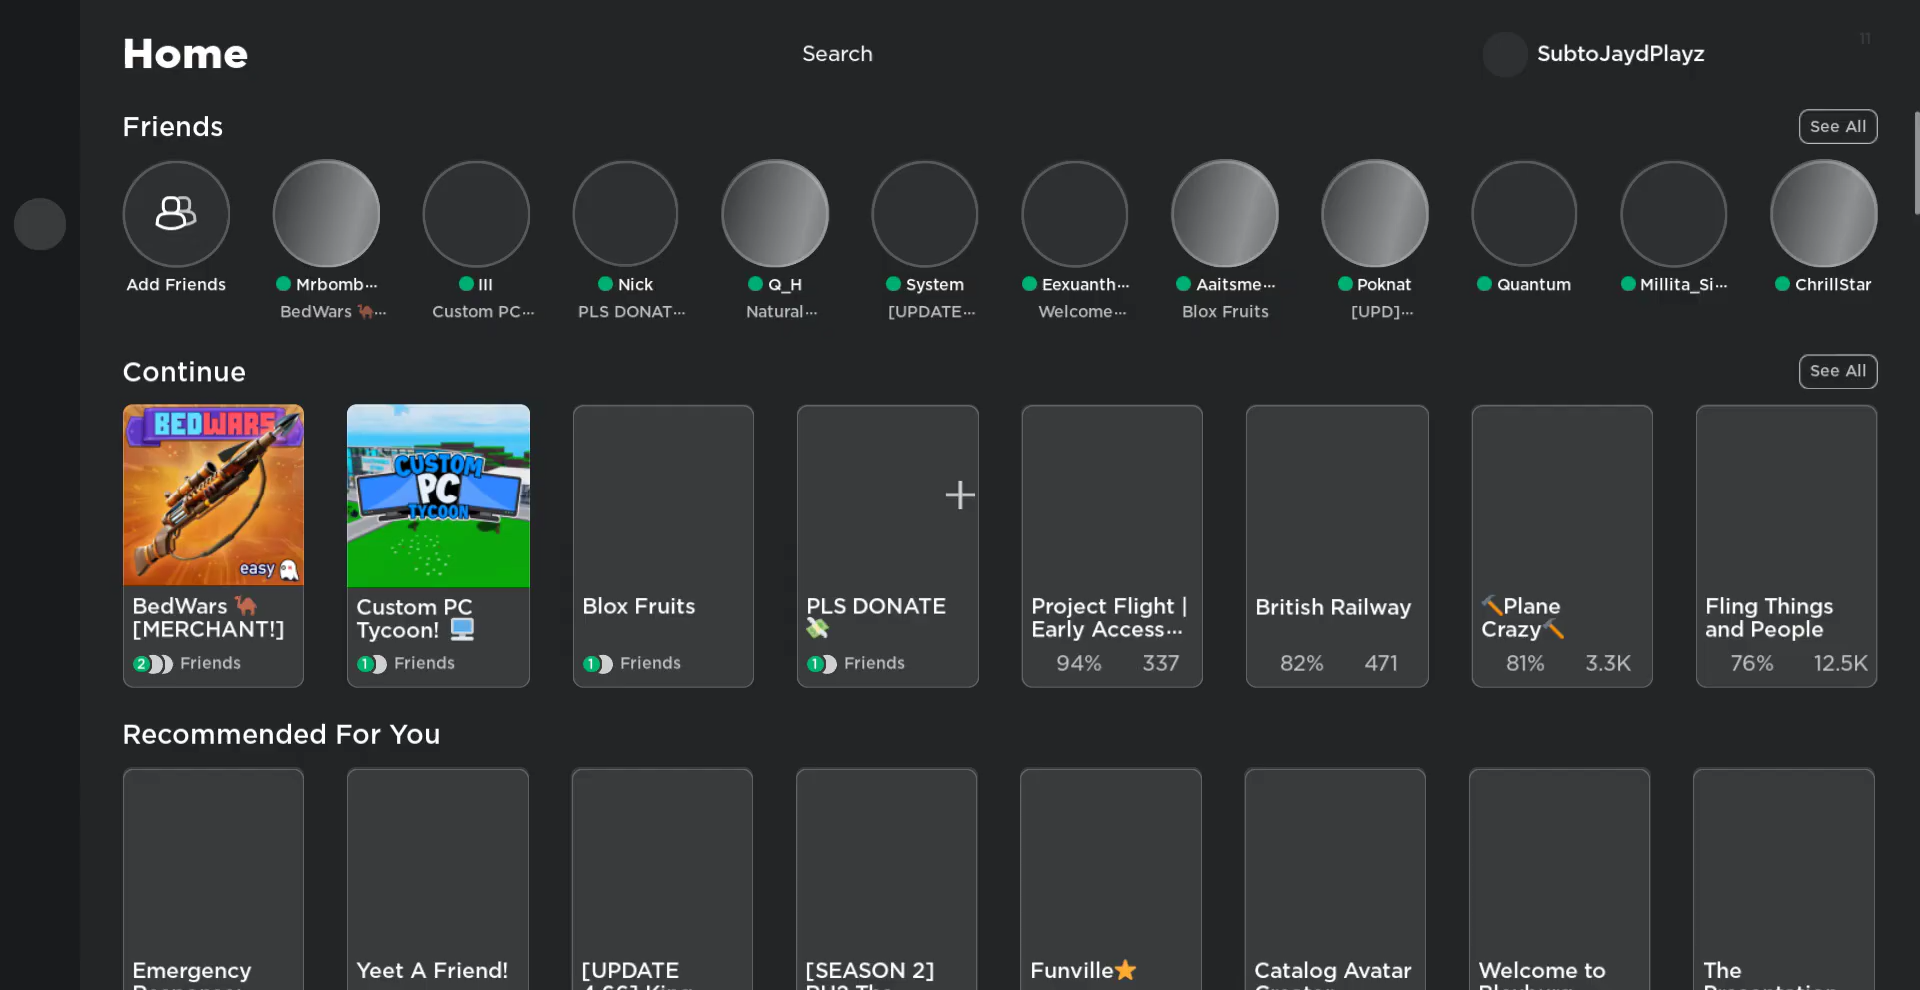 Home
Search
SubtoJaydPlayz
11
Friends
See All
Add Friends
Mrbomb...
III
Nick
Q_H
System
Eexuanth...
Aaitsme...
Poknat
Quantum
Millita_Si...
ChrillStar
BedWars 🐪...
Custom PC...
PLS DONAT...
Natural...
[UPDATE...
Welcome...
Blox Fruits
[UPD]...
Continue
See All
BEDWARS
easy
CUSTOM
PC
TYCOON
BedWars 🐪
[MERCHANT!]
2 Friends
Custom PC
Tycoon! 🖥️
1 Friends
Blox Fruits
1 Friends
PLS DONATE
💸
1 Friends
Project Flight |
Early Access...
94% 337
British Railway
82% 471
🔨Plane
Crazy🔨
81% 3.3K
Fling Things
and People
76% 12.5K
Recommended For You
Emergency
Yeet A Friend!
[UPDATE
[SEASON 2]
Funville⭐
Catalog Avatar
Welcome to
The